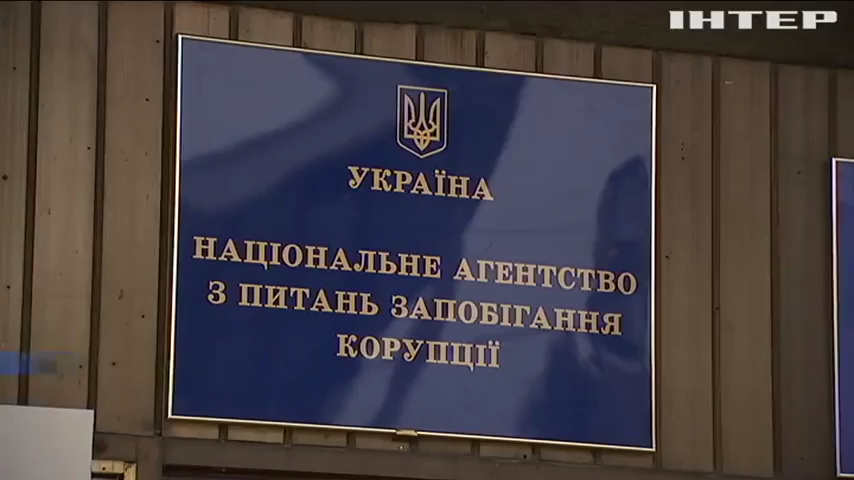 ІНТЕР
УКРАЇНА
НАЦІОНАЛЬНЕ АГЕНТСТВО
З ПИТАНЬ ЗАПОБІГАННЯ
КОРУПЦІЇ